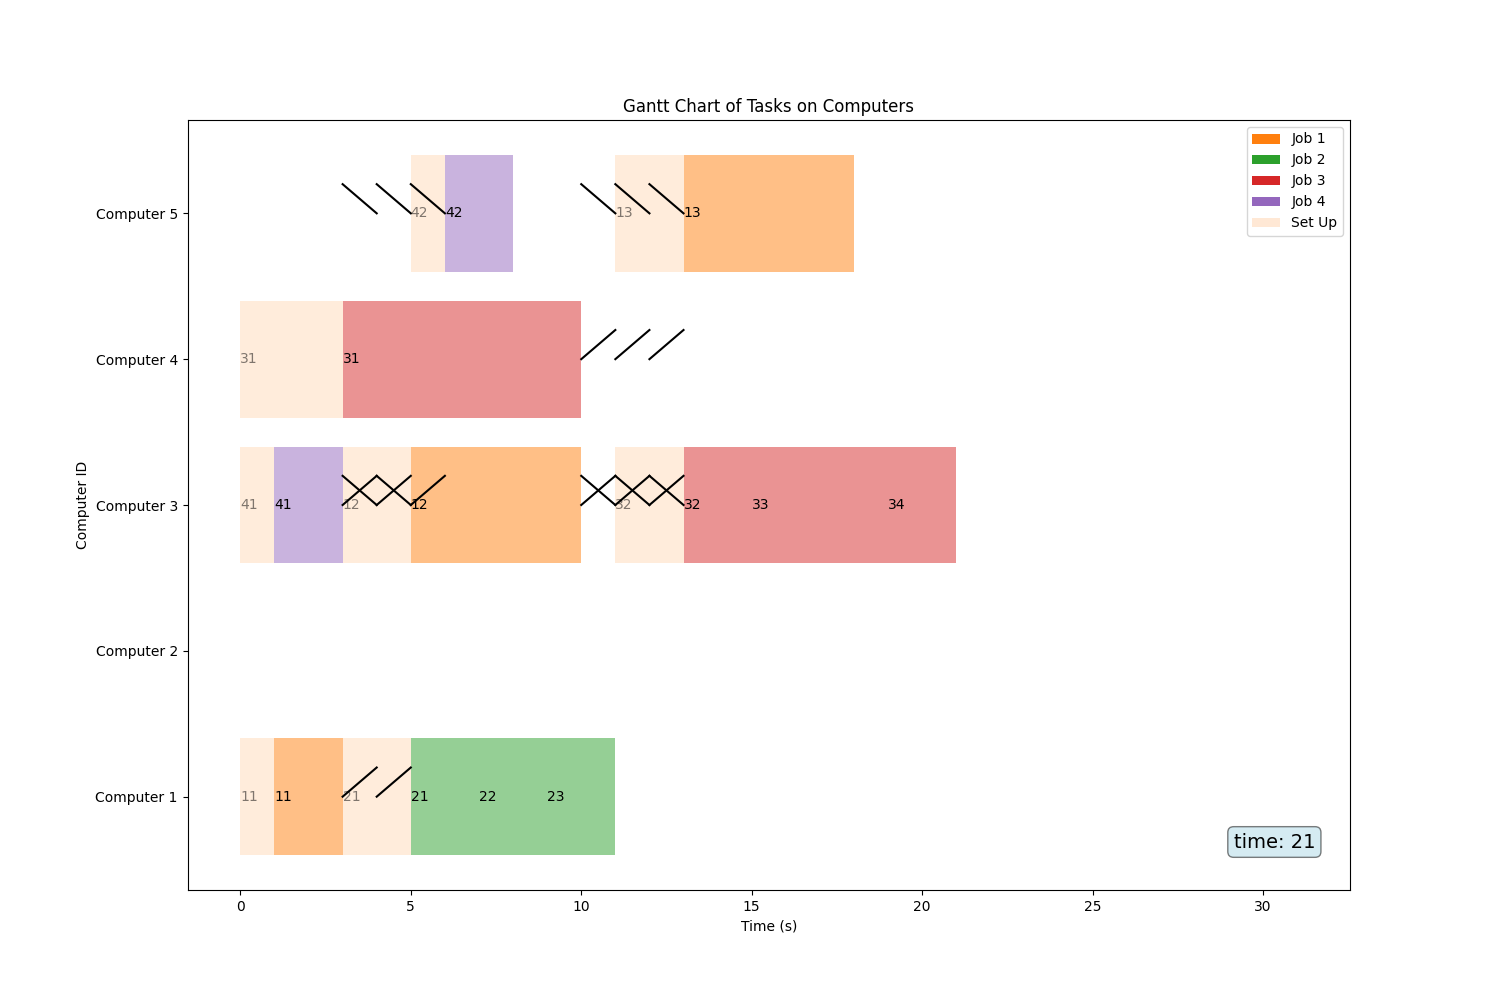 Gantt Chart of Tasks on Computers
Job 1
Job 2
Job 3
Job 4
Set Up
Computer ID
Computer 5
42 42 13 13
Computer 4
31 31
Computer 3
41 41 12 12 32 32 33 34
Computer 2
Computer 1
11 11 21 21 22 23
time: 21
0 5 10 15 20 25 30
Time (s)